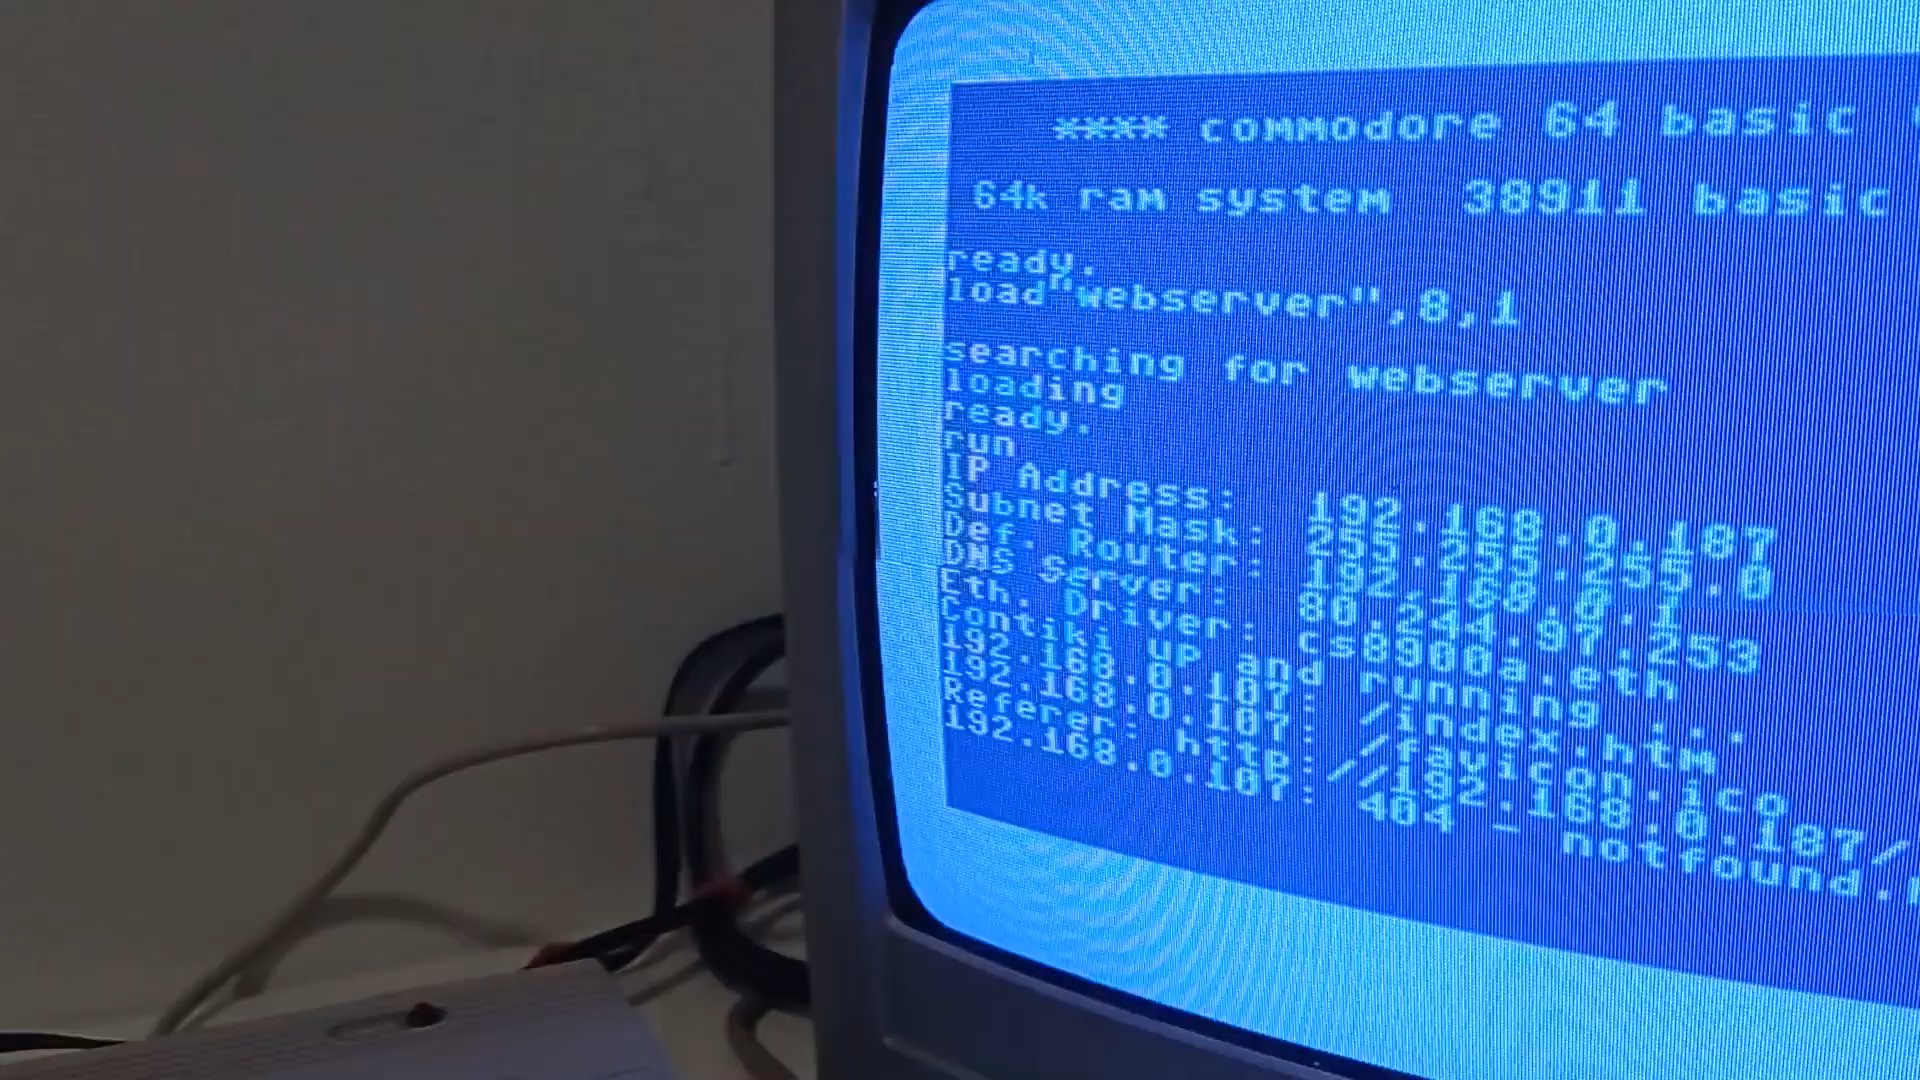 **** commodore 64 basic
64k ram system 38911 basic
ready.
load"webserver",8,1
searching for webserver
loading
ready.
run
IP Address: 192.168.0.187
Subnet Mask: 255.255.255.0
Def. Router: 192.168.0.1
DNS Server: 80.244.97.253
Eth. Driver: cs8900a.eth
Contiki up and running ...
192.168.0.107: /index.htm
192.168.0.107: /favicon.ico
Referer: http://192.168.0.187/
192.168.0.107: 404 - notfound.